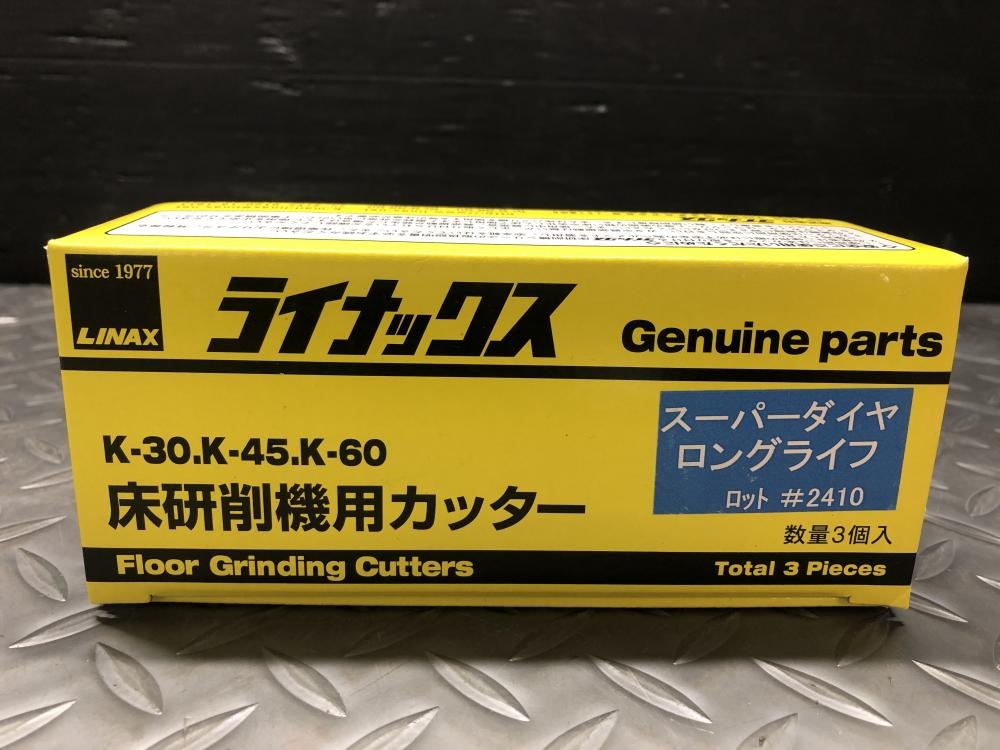 since 1977
LINAX
ライナックス
Genuine parts
K-30.K-45.K-60
床研削機用カッター
スーパーダイヤ
ロングライフ
ロット #2410
数量3個入
Floor Grinding Cutters
Total 3 Pieces